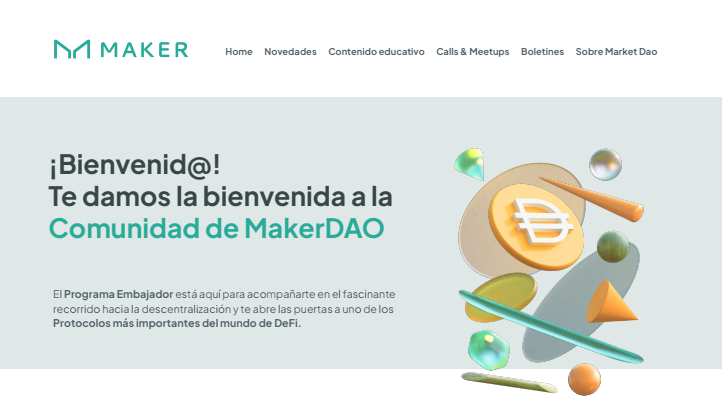 MAKER
Home Novedades Contenido educativo Calls & Meetups Boletines Sobre Market Dao
¡Bienvenid@!
Te damos la bienvenida a la
Comunidad de MakerDAO
El Programa Embajador está aquí para acompañarte en el fascinante
recorrido hacia la descentralización y te abre las puertas a uno de los
Protocolos más importantes del mundo de DeFi.